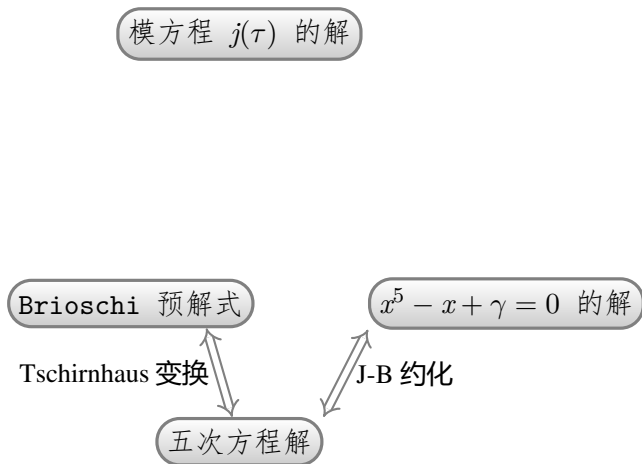 模方程 j(τ) 的解
Brioschi 预解式
x⁵ − x + γ = 0 的解
Tschirnhaus 变换
J-B 约化
五次方程解